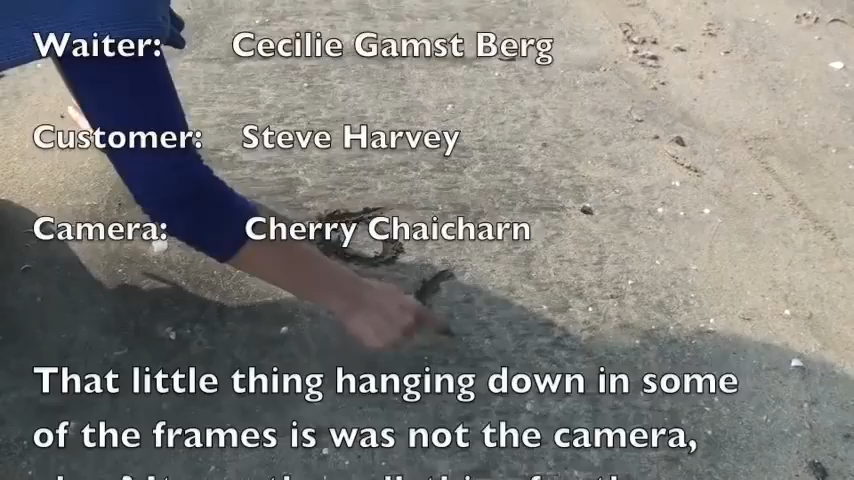 Waiter: Cecilie Gamst Berg
Customer: Steve Harvey
Camera: Cherry Chaicharn
That little thing hanging down in some
of the frames is was not the camera,